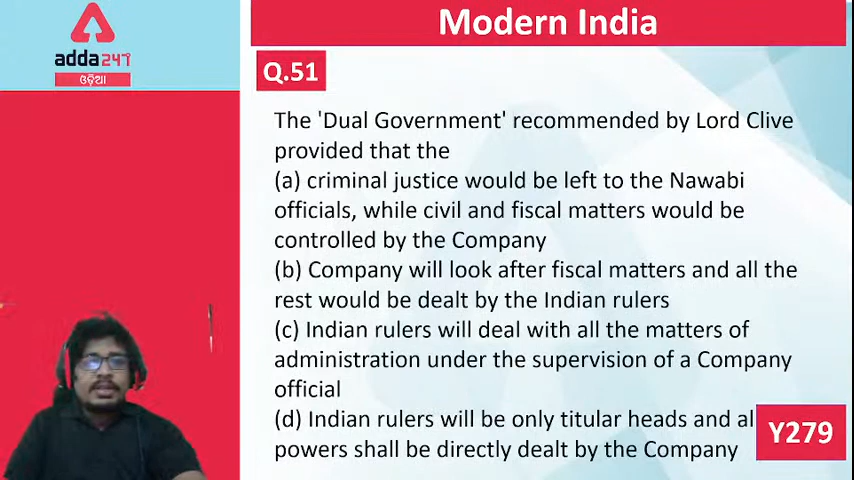 Modern India
adda247
ଓଡ଼ିଆ
Q.51
The 'Dual Government' recommended by Lord Clive
provided that the
(a) criminal justice would be left to the Nawabi
officials, while civil and fiscal matters would be
controlled by the Company
(b) Company will look after fiscal matters and all the
rest would be dealt by the Indian rulers
(c) Indian rulers will deal with all the matters of
administration under the supervision of a Company
official
(d) Indian rulers will be only titular heads and al
powers shall be directly dealt by the Company
Y279